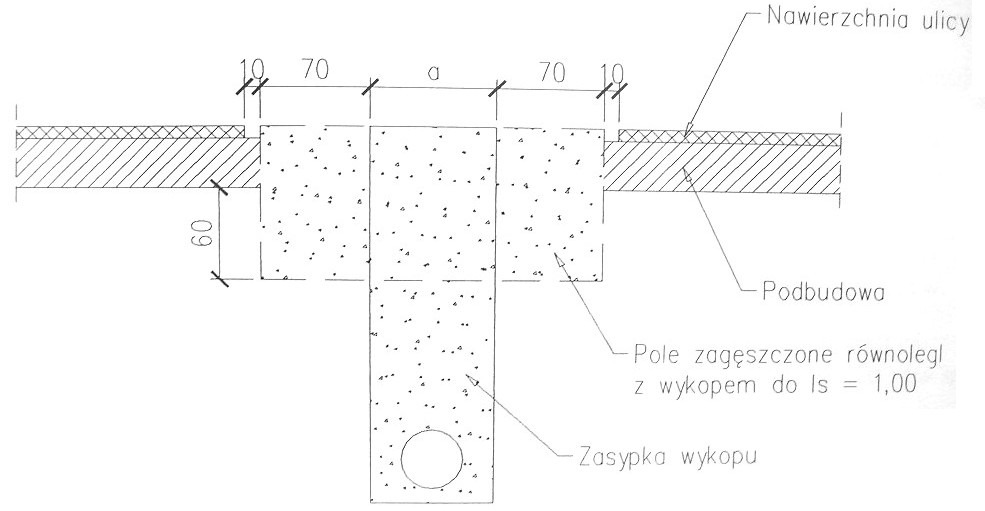 Nawierzchnia ulicy
10 70 a 70 10
60
Podbudowa
Pole zagęszczone równolegl
z wykopem do Is = 1,00
Zasypka wykopu